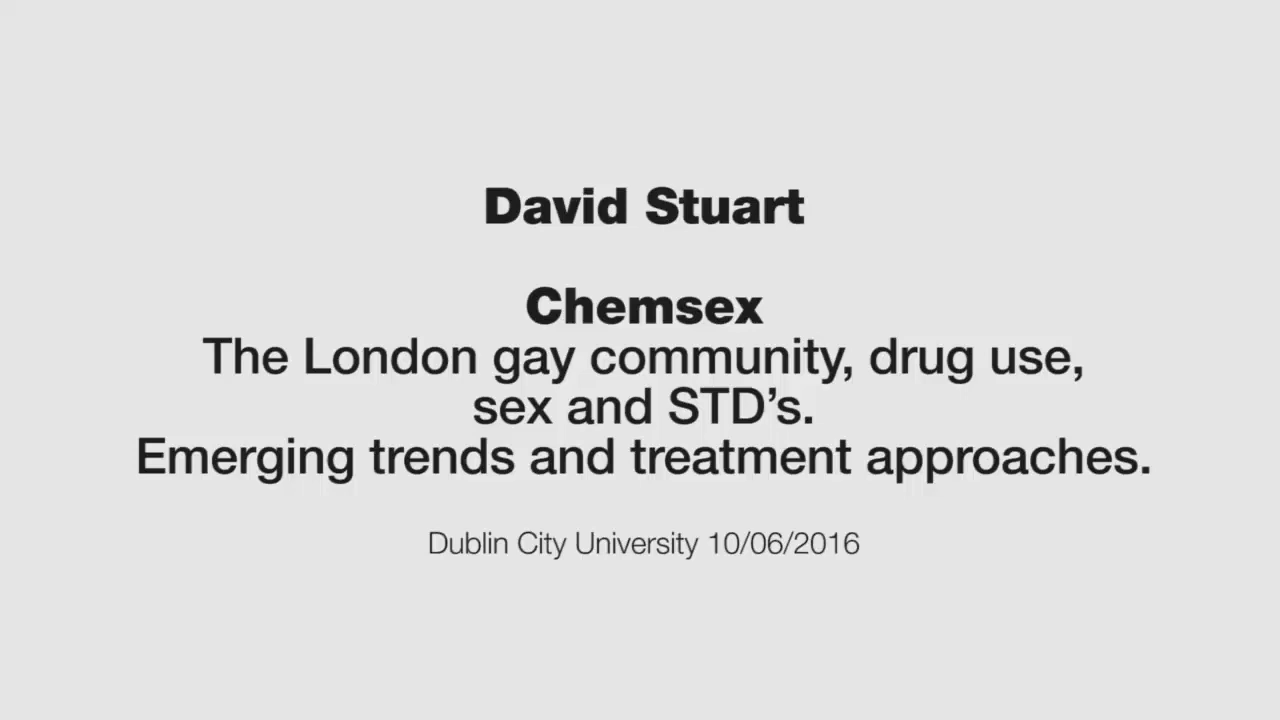 David Stuart
Chemsex
The London gay community, drug use,
sex and STD’s.
Emerging trends and treatment approaches.
Dublin City University 10/06/2016